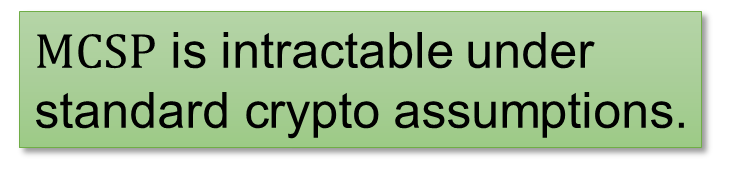 MCSP is intractable under
standard crypto assumptions.